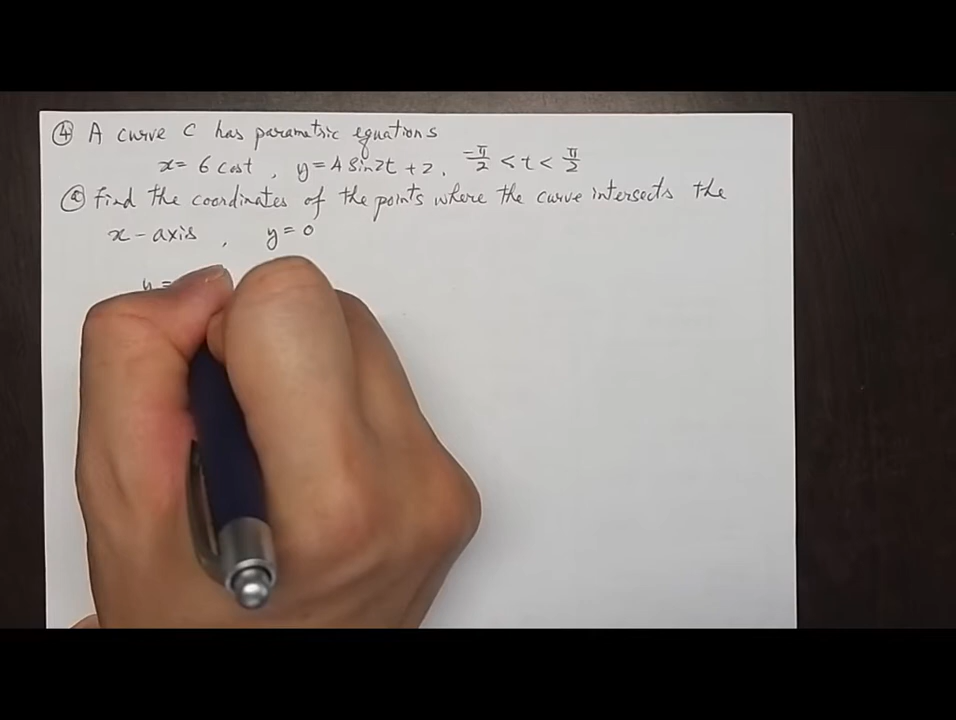 ④ A curve C has parametric equations
x = 6 cos t , y = 4 sin 2t + 2 , -π/2 < t < π/2
ⓐ Find the coordinates of the points where the curve intersects the
x - axis , y = 0
y =